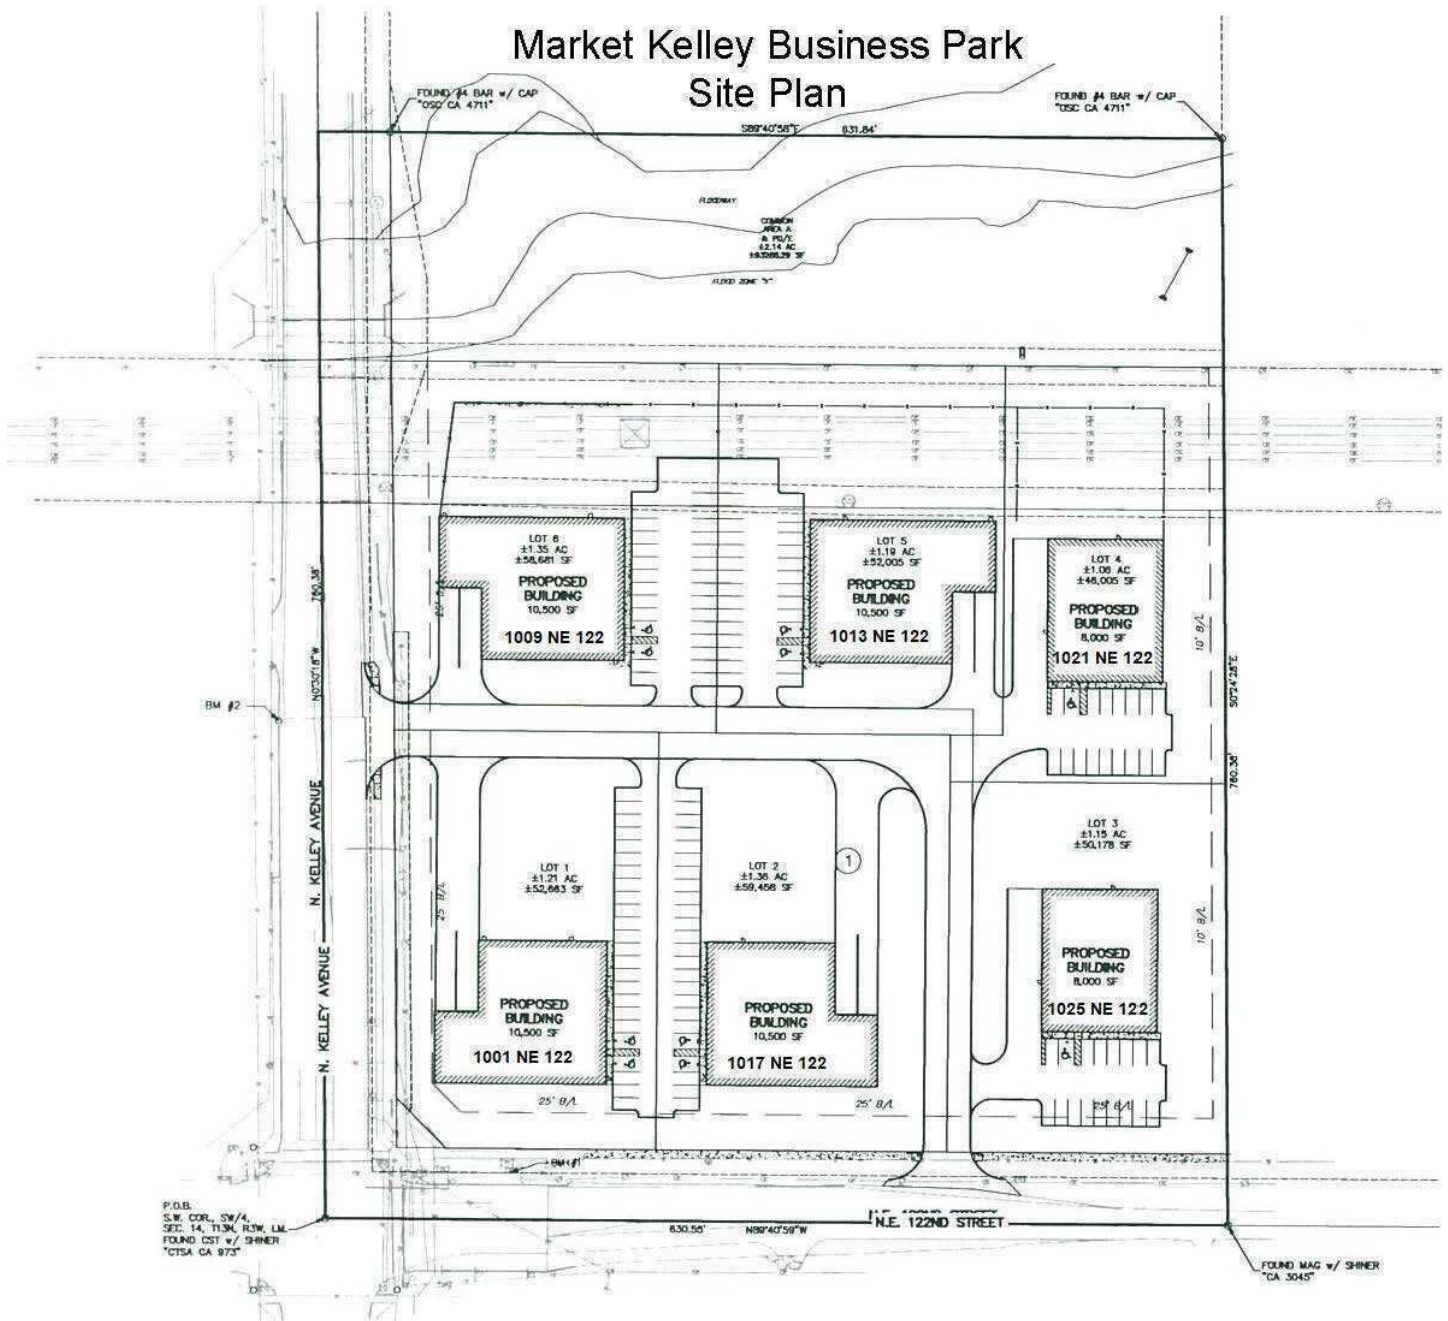 Market Kelley Business Park
Site Plan
FOUND #4 BAR w/ CAP
"OSC CA 4711"
FOUND #4 BAR w/ CAP
"OSC CA 4711"
S89°40'58"E 631.84'
FLOODWAY
COMMON
AREA A
±2.14 AC
FLOOD ZONE "X"
LOT 6
±1.35 AC
±58,681 SF
PROPOSED
BUILDING
10,500 SF
1009 NE 122
LOT 5
±1.19 AC
±52,005 SF
PROPOSED
BUILDING
10,500 SF
1013 NE 122
LOT 4
±46,005 SF
PROPOSED
BUILDING
8,000 SF
1021 NE 122
10' B/L
760.38'
N0°30'18"W
S0°24'28"E
760.38'
BM #2
N. KELLEY AVENUE
N. KELLEY AVENUE
25' B/L
LOT 1
±1.21 AC
±52,663 SF
PROPOSED
BUILDING
10,500 SF
1001 NE 122
LOT 2
±1.36 AC
±59,458 SF
1
PROPOSED
BUILDING
10,500 SF
1017 NE 122
LOT 3
±1.15 AC
±50,178 SF
PROPOSED
BUILDING
8,000 SF
1025 NE 122
10' B/L
25' B/L
25' B/L
25' B/L
BM #1
P.O.B.
S.W. COR., SW/4,
SEC. 14, T13N, R3W, I.M.
FOUND CST w/ SHINER
"CTSA CA 973"
630.55' N89°40'59"W
N.E. 122ND STREET
FOUND MAG w/ SHINER
"CA 3045"